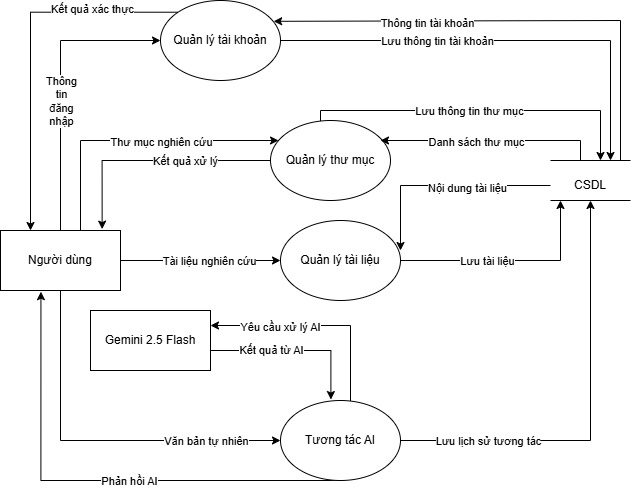 Kết quả xác thực
Thông tin tài khoản
Quản lý tài khoản
Lưu thông tin tài khoản
Thông
tin
đăng
nhập
Lưu thông tin thư mục
Thư mục nghiên cứu
Danh sách thư mục
Quản lý thư mục
Kết quả xử lý
Nội dung tài liệu
CSDL
Người dùng
Tài liệu nghiên cứu
Quản lý tài liệu
Lưu tài liệu
Yêu cầu xử lý AI
Gemini 2.5 Flash
Kết quả từ AI
Văn bản tự nhiên
Tương tác AI
Lưu lịch sử tương tác
Phản hồi AI